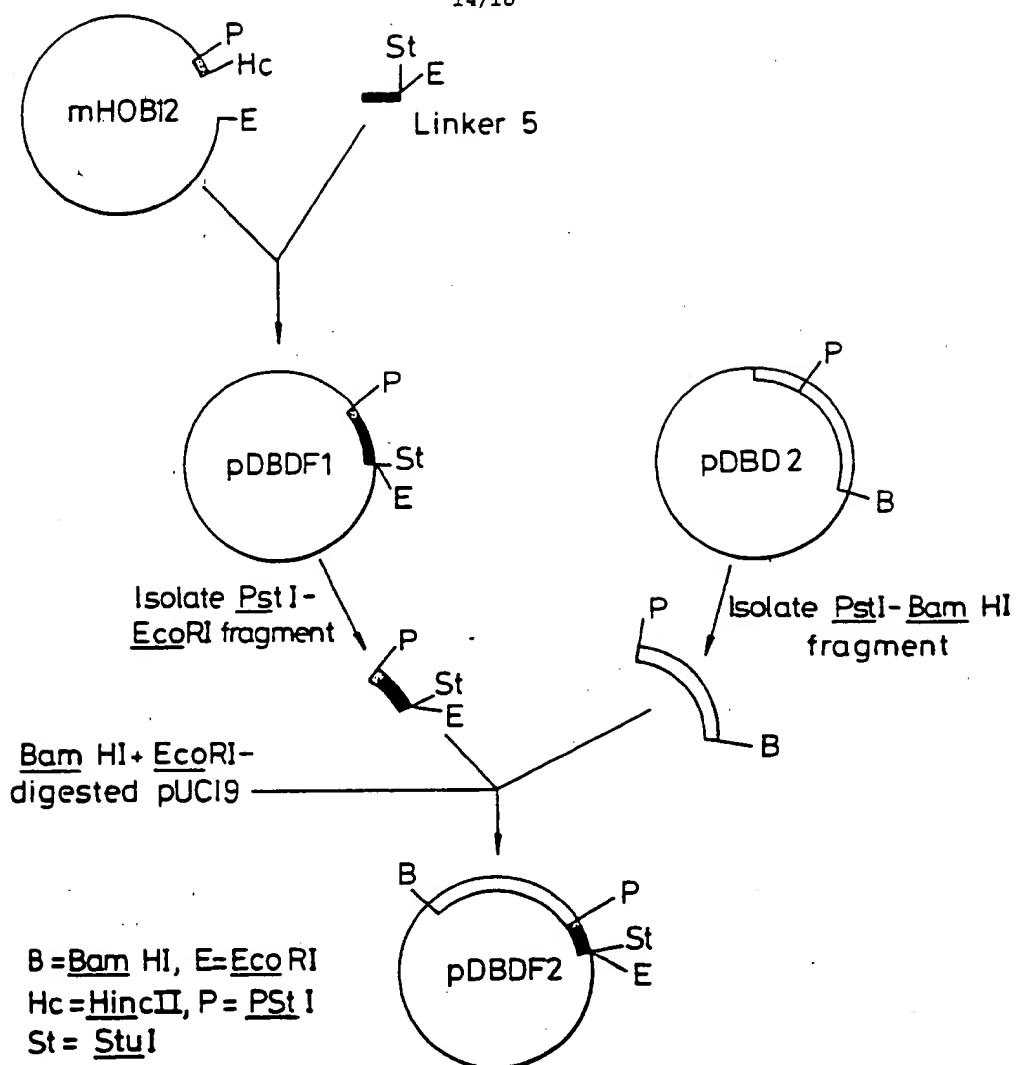 P
Hc
mHOB12
E
St
E
Linker 5
P
pDBDF1
St
E
P
pDBD2
B
Isolate PstI-
EcoRI fragment
Isolate PstI-Bam HI
fragment
P
St
E
P
B
Bam HI+ EcoRI-
digested pUC19
B
P
St
E
pDBDF2
B=Bam HI, E=Eco RI
Hc=HincII, P= PSt I
St= StuI